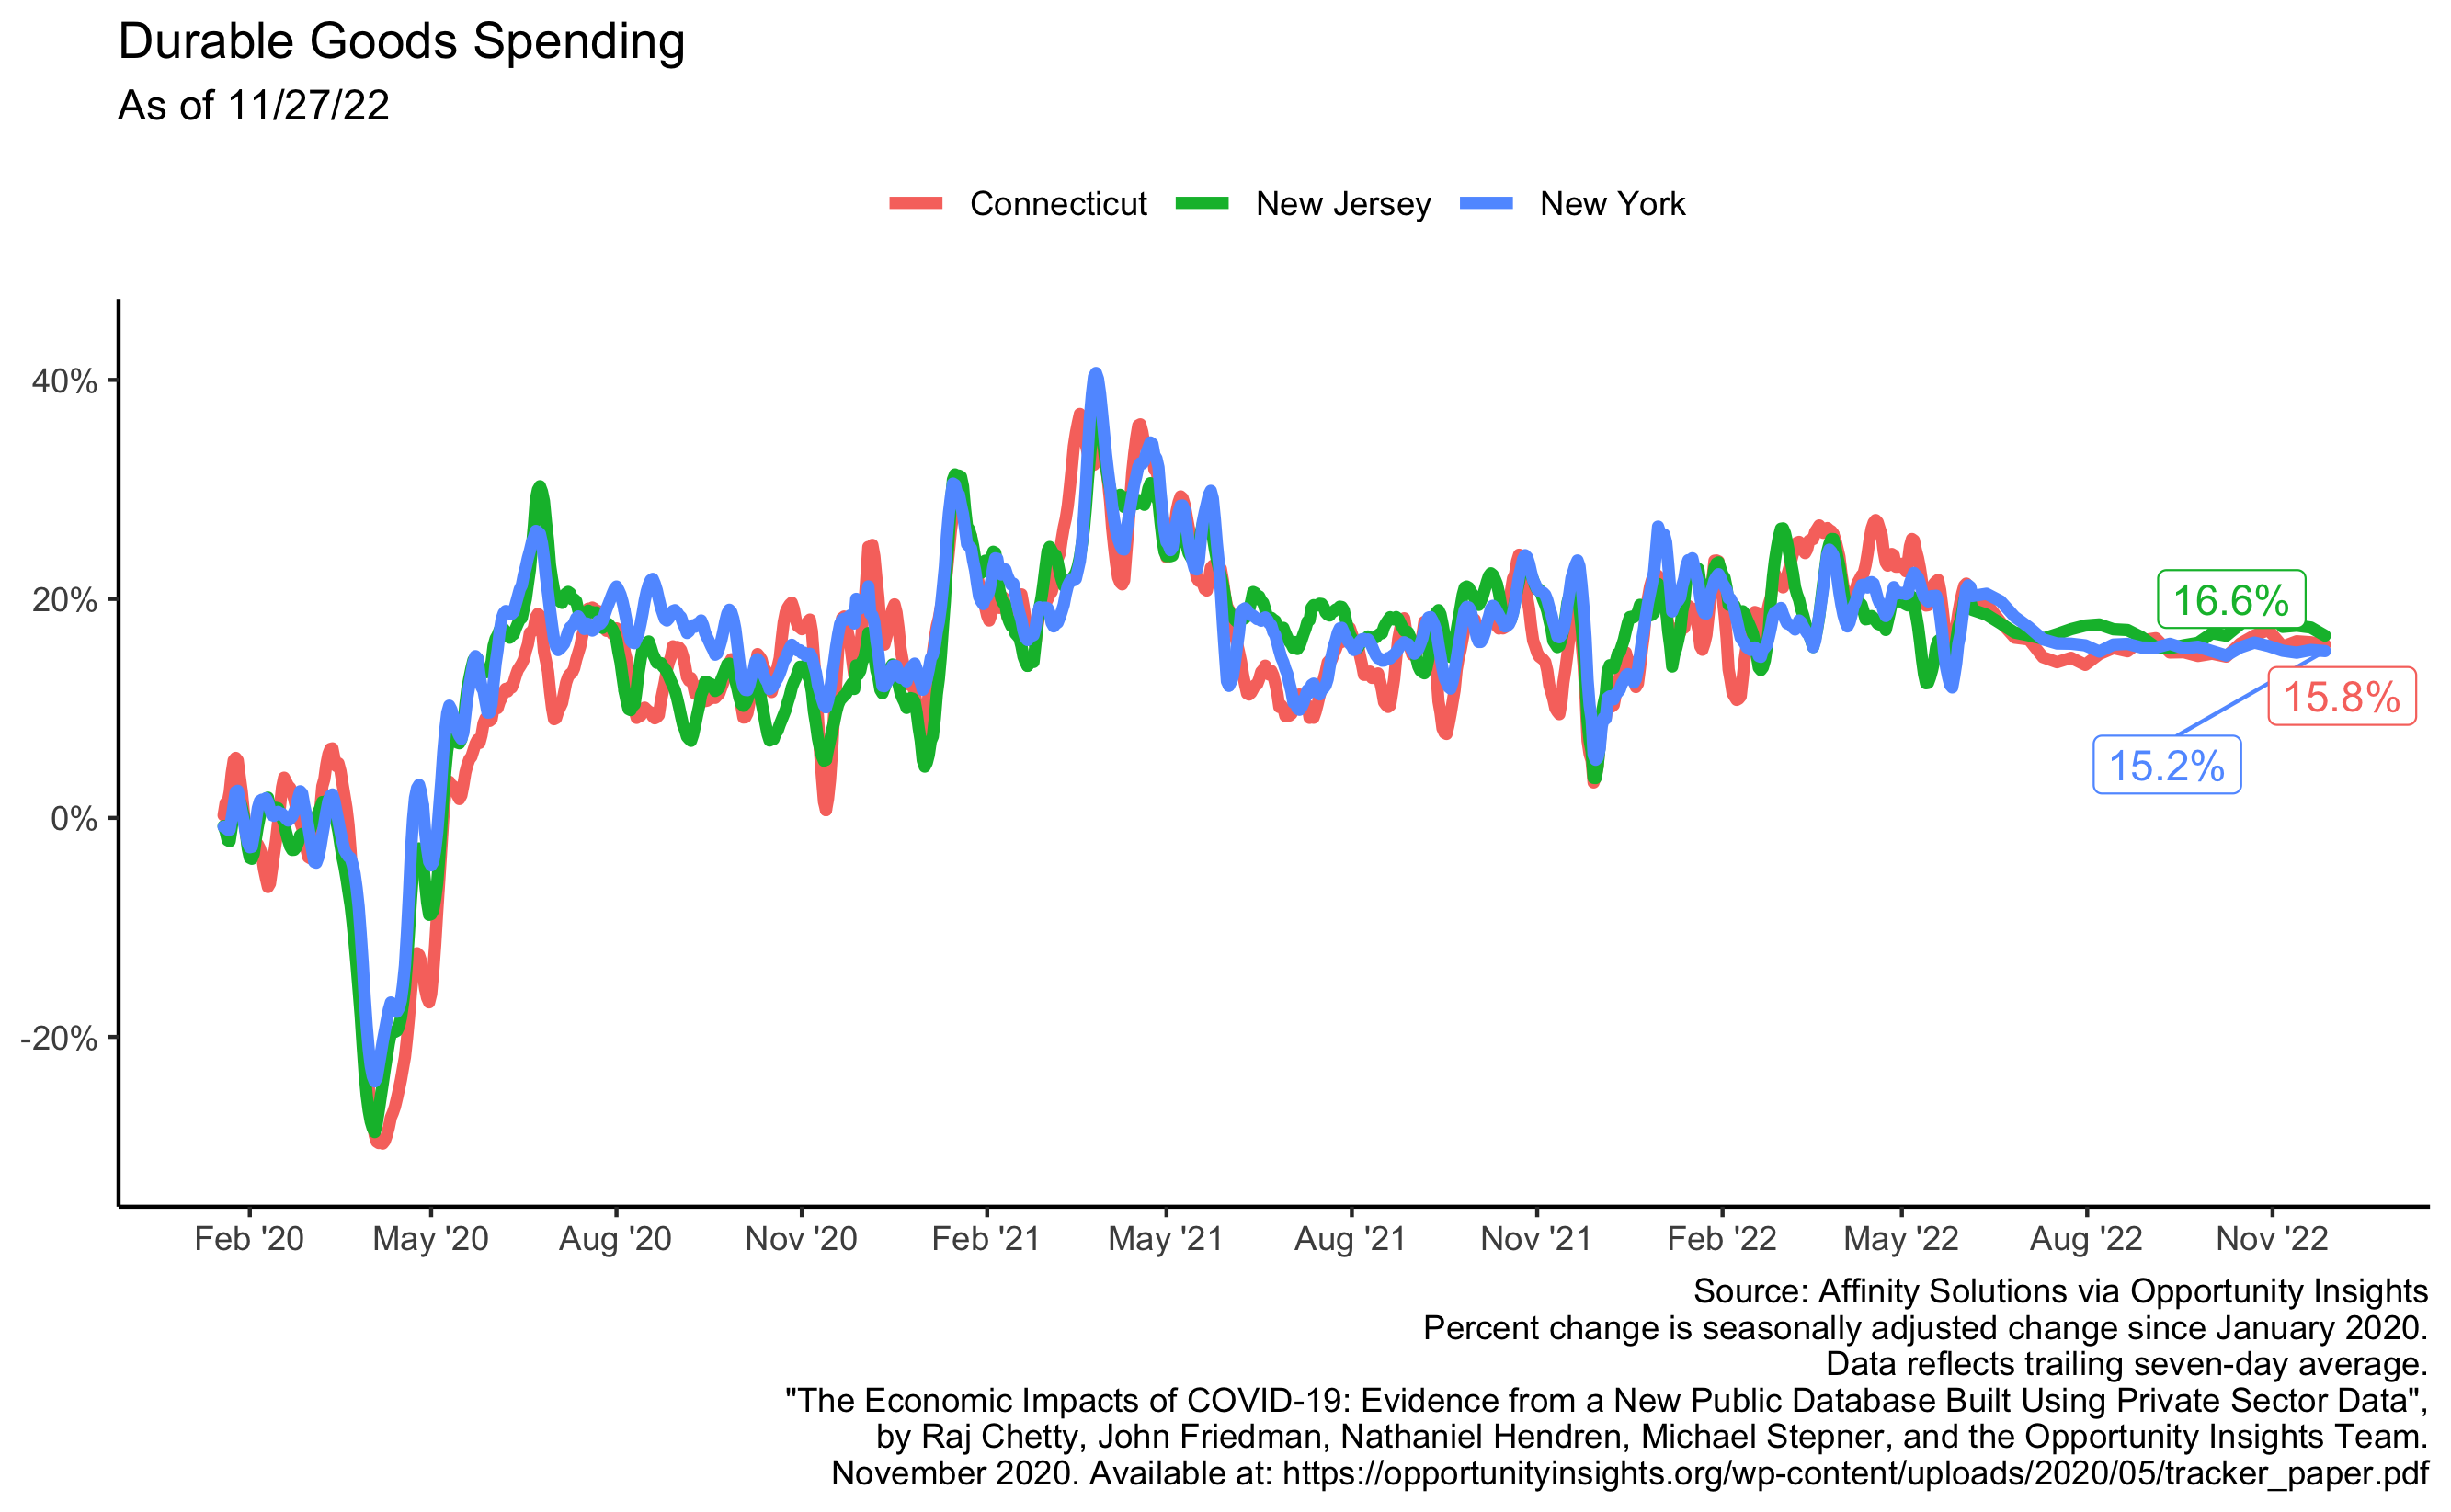 Durable Goods Spending
As of 11/27/22
Connecticut New Jersey New York
40%
20%
0%
-20%
16.6%
15.8%
15.2%
Feb '20 May '20 Aug '20 Nov '20 Feb '21 May '21 Aug '21 Nov '21 Feb '22 May '22 Aug '22 Nov '22
Source: Affinity Solutions via Opportunity Insights
Percent change is seasonally adjusted change since January 2020.
Data reflects trailing seven-day average.
"The Economic Impacts of COVID-19: Evidence from a New Public Database Built Using Private Sector Data",
by Raj Chetty, John Friedman, Nathaniel Hendren, Michael Stepner, and the Opportunity Insights Team.
November 2020. Available at: https://opportunityinsights.org/wp-content/uploads/2020/05/tracker_paper.pdf